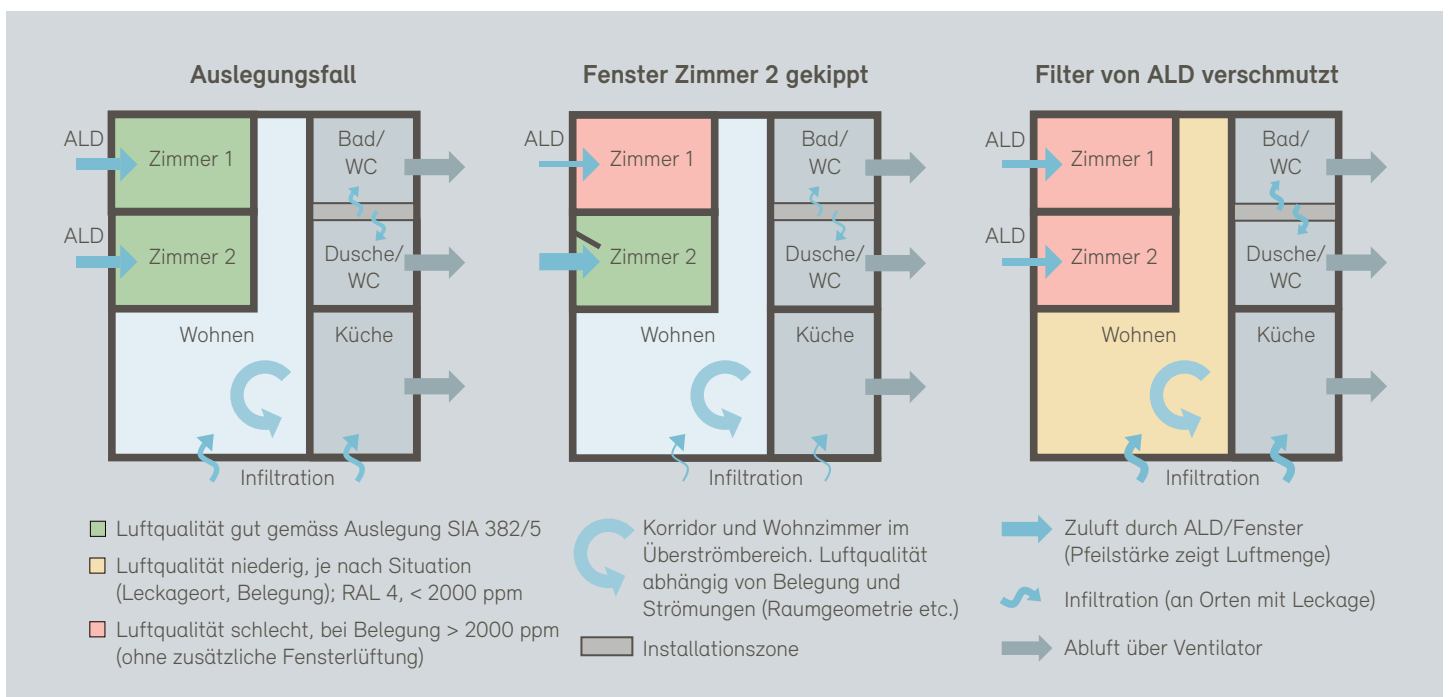 Auslegungsfall
ALD
Zimmer 1
Bad/
WC
ALD
Zimmer 2
Dusche/
WC
Wohnen
Küche
Infiltration
Fenster Zimmer 2 gekippt
ALD
Zimmer 1
Bad/
WC
Zimmer 2
Dusche/
WC
Wohnen
Küche
Infiltration
Filter von ALD verschmutzt
ALD
Zimmer 1
Bad/
WC
ALD
Zimmer 2
Dusche/
WC
Wohnen
Küche
Infiltration
Luftqualität gut gemäss Auslegung SIA 382/5
Luftqualität niederig, je nach Situation
(Leckageort, Belegung); RAL 4, < 2000 ppm
Luftqualität schlecht, bei Belegung > 2000 ppm
(ohne zusätzliche Fensterlüftung)
Korridor und Wohnzimmer im
Überströmbereich. Luftqualität
abhängig von Belegung und
Strömungen (Raumgeometrie etc.)
Installationszone
Zuluft durch ALD/Fenster
(Pfeilstärke zeigt Luftmenge)
Infiltration (an Orten mit Leckage)
Abluft über Ventilator